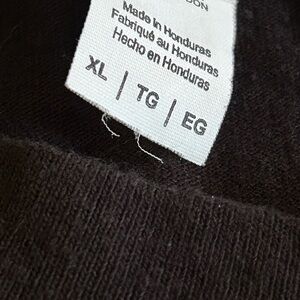 Made in Honduras
Fabriqué au Honduras
Hecho en Honduras
XL | TG | EG